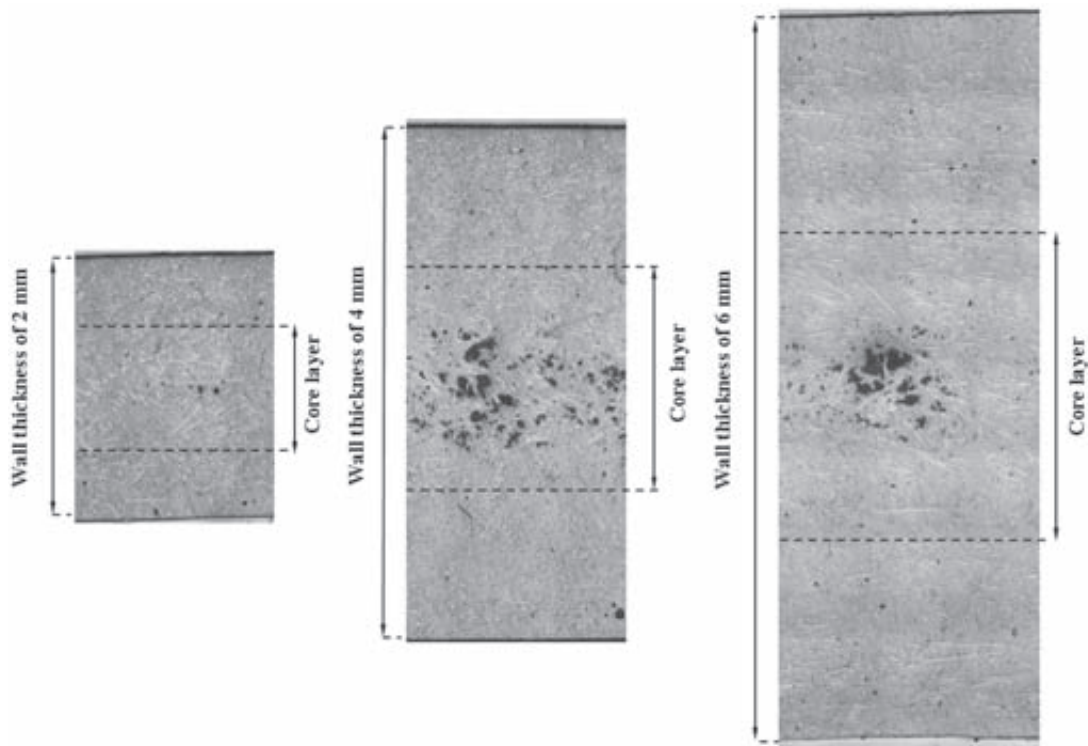 Wall thickness of 2 mm
Core layer
Wall thickness of 4 mm
Core layer
Wall thickness of 6 mm
Core layer